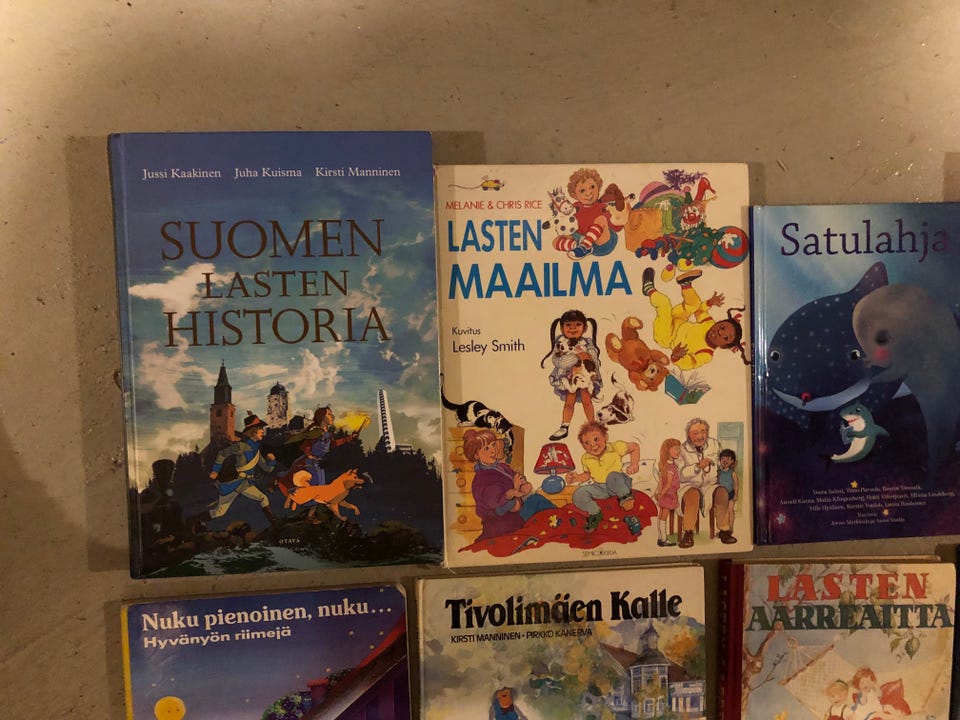 Jussi Kaakinen Juha Kuisma Kirsti Manninen
SUOMEN
LASTEN
HISTORIA
OTAVA
MELANIE & CHRIS RICE
LASTEN
MAAILMA
Kuvitus
Lesley Smith
Satulahja
Nuku pienoinen, nuku...
Hyvänyön riimejä
Tivolimäen Kalle
KIRSTI MANNINEN • PIRKKO KANERVA
LASTEN
AARREAITTA